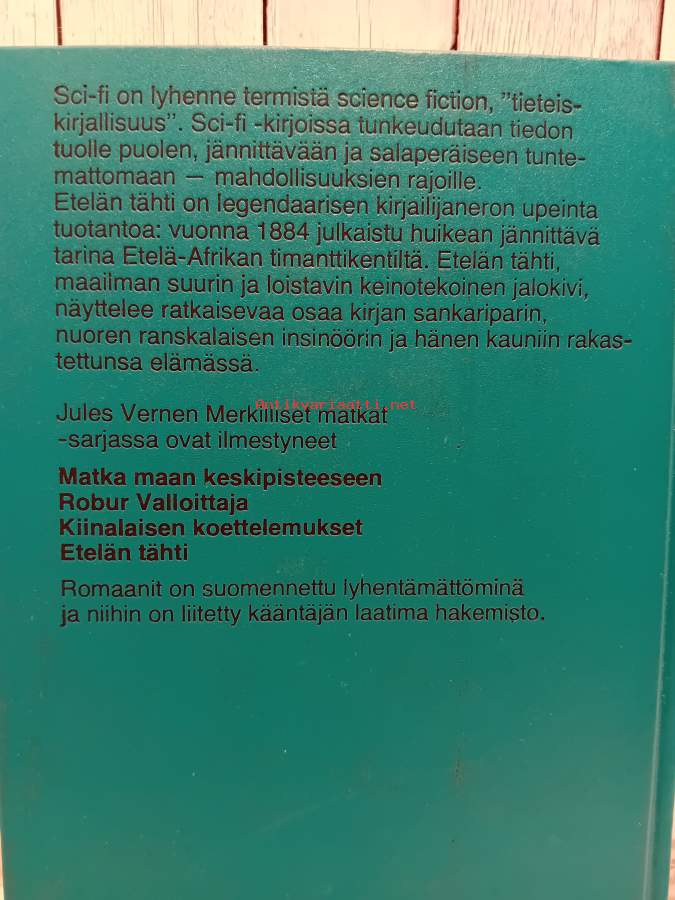 Sci-fi on lyhenne termistä science fiction, ”tieteis-
kirjallisuus”. Sci-fi -kirjoissa tunkeudutaan tiedon
tuolle puolen, jännittävään ja salaperäiseen tunte-
mattomaan — mahdollisuuksien rajoille.
Etelän tähti on legendaarisen kirjailijaneron upeinta
tuotantoa: vuonna 1884 julkaistu huikean jännittävä
tarina Etelä-Afrikan timanttikentiltä. Etelän tähti,
maailman suurin ja loistavin keinotekoinen jalokivi,
näyttelee ratkaisevaa osaa kirjan sankariparin,
nuoren ranskalaisen insinöörin ja hänen kauniin rakas-
tettunsa elämässä.
Antikvariaatti.net
Jules Vernen Merkilliset matkat
-sarjassa ovat ilmestyneet
Matka maan keskipisteeseen
Robur Valloittaja
Kiinalaisen koettelemukset
Etelän tähti
Romaanit on suomennettu lyhentämättöminä
ja niihin on liitetty kääntäjän laatima hakemisto.